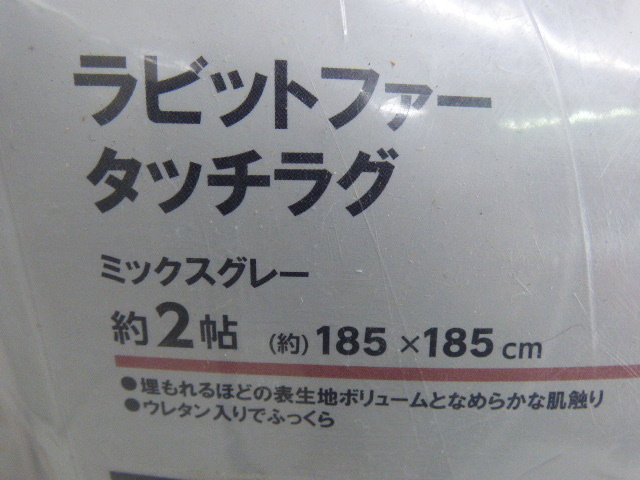 ラビットファー
タッチラグ
ミックスグレー
約2帖 (約)185×185cm
●埋もれるほどの表生地ボリュームとなめらかな肌触り
●ウレタン入りでふっくら